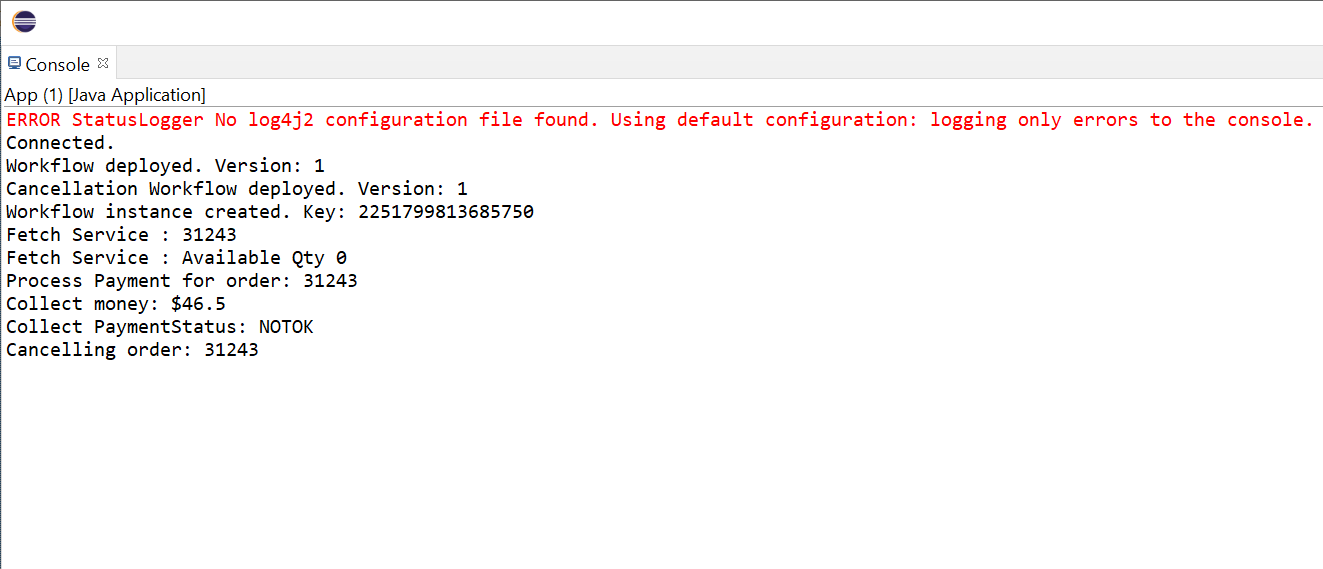 Console
App (1) [Java Application]
ERROR StatusLogger No log4j2 configuration file found. Using default configuration: logging only errors to the console.
Connected.
Workflow deployed. Version: 1
Cancellation Workflow deployed. Version: 1
Workflow instance created. Key: 2251799813685750
Fetch Service : 31243
Fetch Service : Available Qty 0
Process Payment for order: 31243
Collect money: $46.5
Collect PaymentStatus: NOTOK
Cancelling order: 31243